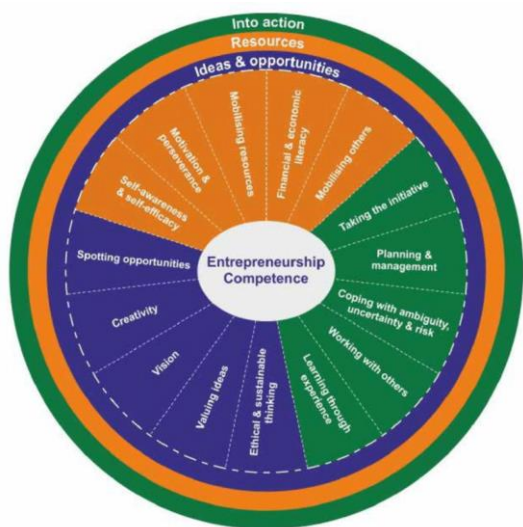 Into action
Resources
Ideas & opportunities
Self-awareness
& self-efficacy
Motivation &
perseverance
Mobilising resources
Financial & economic
literacy
Mobilising others
Taking the initiative
Planning &
management
Coping with ambiguity,
uncertainty & risk
Working with others
Learning through
experience
Ethical & sustainable
thinking
Valuing ideas
Vision
Creativity
Spotting opportunities
Entrepreneurship
Competence